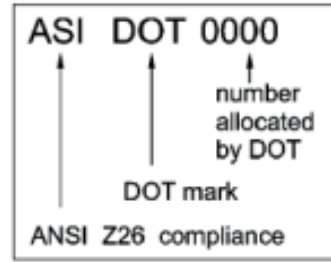 ASI DOT 0000
number
allocated
by DOT
DOT mark
ANSI Z26 compliance